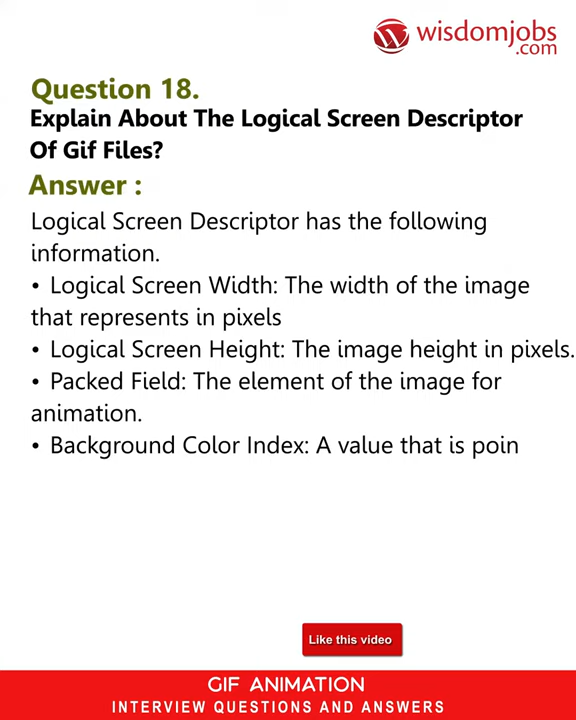 wisdomjobs
.com
Question 18.
Explain About The Logical Screen Descriptor
Of Gif Files?
Answer :
Logical Screen Descriptor has the following
information.
• Logical Screen Width: The width of the image
that represents in pixels
• Logical Screen Height: The image height in pixels.
• Packed Field: The element of the image for
animation.
• Background Color Index: A value that is poin
Like this video
GIF ANIMATION
INTERVIEW QUESTIONS AND ANSWERS